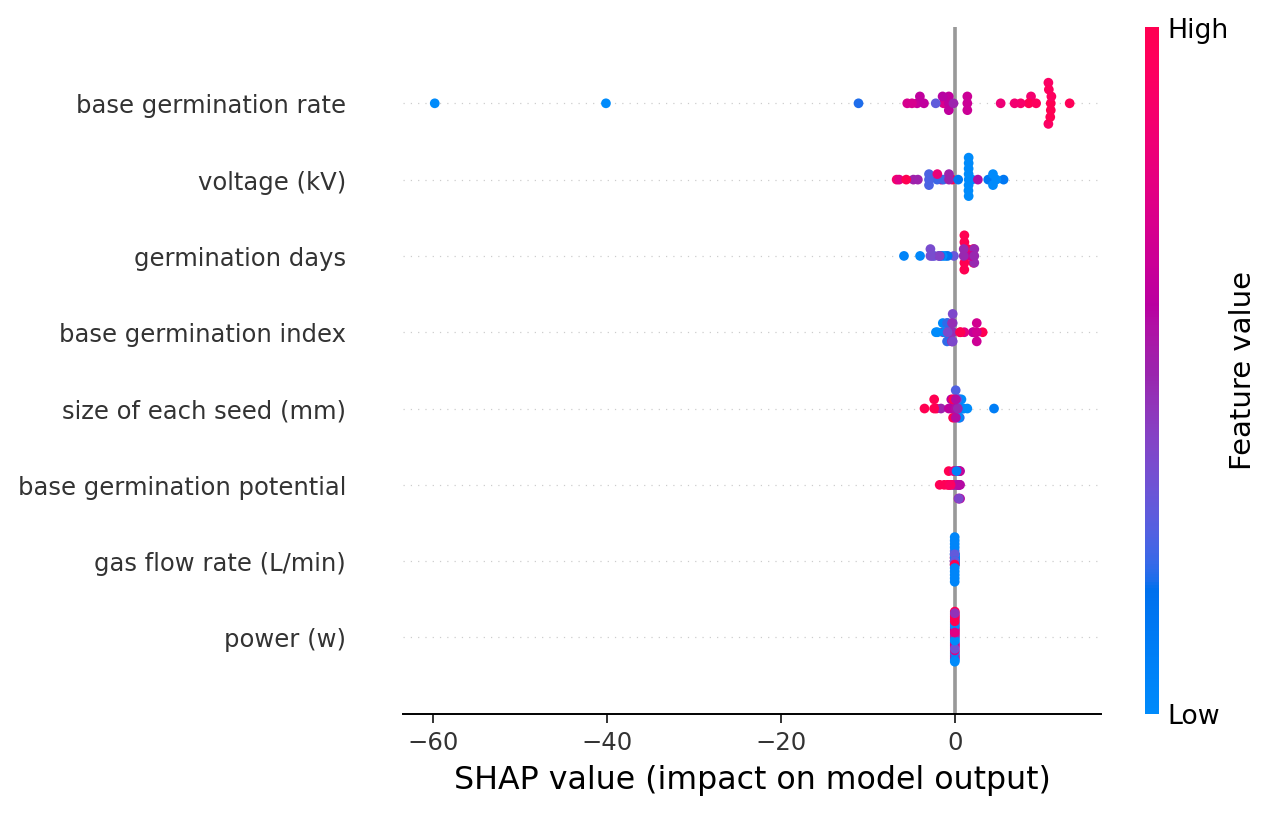 High
base germination rate
voltage (kV)
germination days
base germination index
size of each seed (mm)
base germination potential
gas flow rate (L/min)
power (w)
Feature value
Low
−60
−40
−20
0
SHAP value (impact on model output)